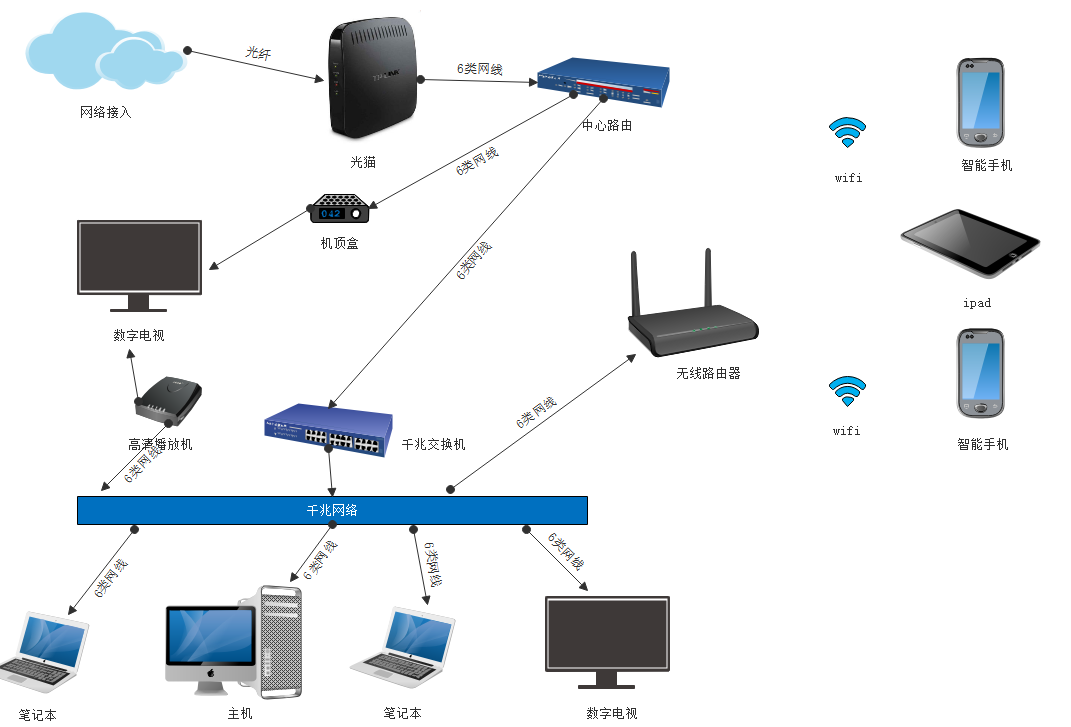 光纤
6类网线
网络接入
TP-LINK
光猫
中心路由
6类网线
wifi
智能手机
042
机顶盒
6类网线
数字电视
ipad
无线路由器
6类网线
高清播放机
6类网线
千兆交换机
wifi
智能手机
千兆网络
6类网线
6类网线
6类网线
6类网线
笔记本
主机
笔记本
数字电视